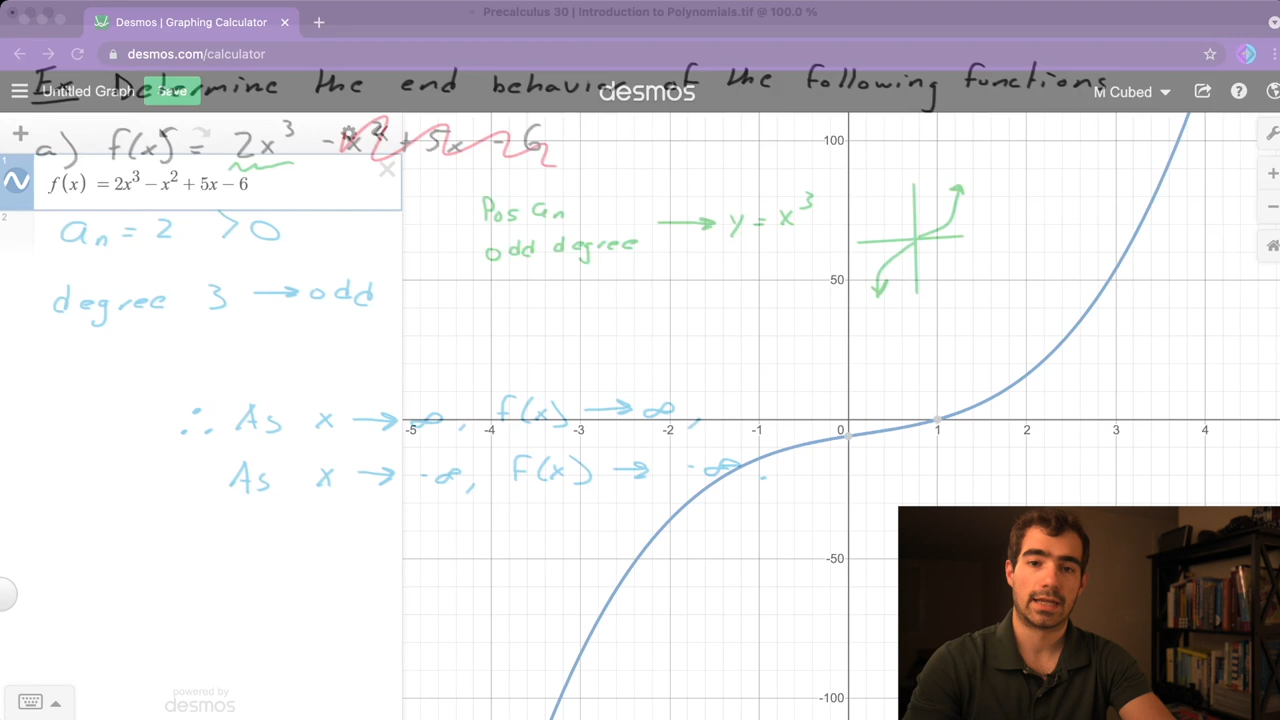 Precalculus 30 | Introduction to Polynomials.tif @ 100.0 %
Desmos | Graphing Calculator
desmos.com/calculator
Ex Determine the end behavior of the following functions.
Untitled Graph Save desmos M Cubed
a) f(x) = 2x³ - x² + 5x - 6
1
f(x) = 2x³ − x² + 5x − 6
2
aₙ = 2 > 0
Pos aₙ
odd degree → y = x³
degree 3 → odd
∴ As x → ∞, f(x) → ∞,
As x → -∞, f(x) → -∞.
100
50
-5 -4 -3 -2 -1 0 1 2 3 4
-50
-100
powered by
desmos